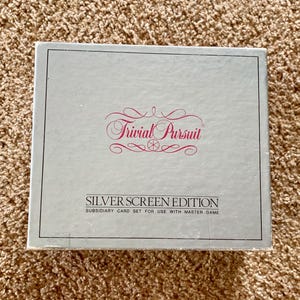 Trivial Pursuit
SILVER SCREEN EDITION
SUBSIDIARY CARD SET FOR USE WITH MASTER GAME